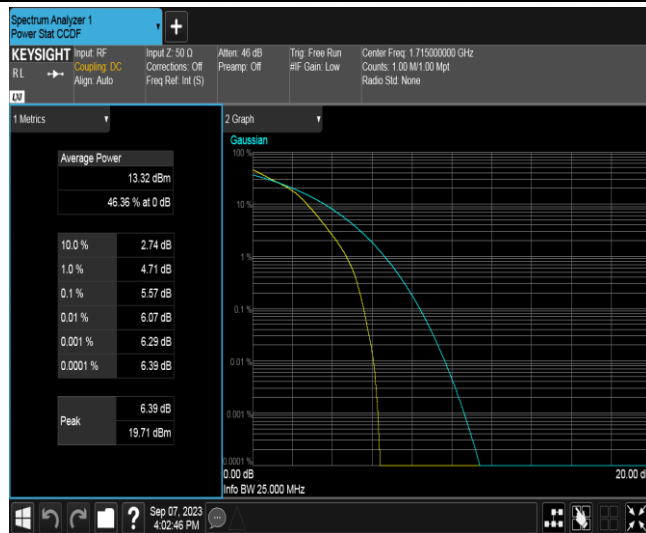 Spectrum Analyzer 1
Power Stat CCDF
KEYSIGHT
RL
LXI
Input: RF
Coupling: DC
Align: Auto
Input Z: 50 Ω
Corrections: Off
Freq Ref: Int (S)
Atten: 46 dB
Preamp: Off
Trig: Free Run
#IF Gain: Low
Center Freq: 1.715000000 GHz
Counts: 1.00 M/1.00 Mpt
Radio Std: None
1 Metrics
Average Power
13.32 dBm
46.36 % at 0 dB
10.0 % 2.74 dB
1.0 % 4.71 dB
0.1 % 5.57 dB
0.01 % 6.07 dB
0.001 % 6.29 dB
0.0001 % 6.39 dB
Peak
6.39 dB
19.71 dBm
2 Graph
Gaussian
100 %
10 %
1 %
0.1 %
0.01 %
0.001 %
0.0001 %
0.00 dB
20.00 d
Info BW 25.000 MHz
?
Sep 07, 2023
4:02:46 PM